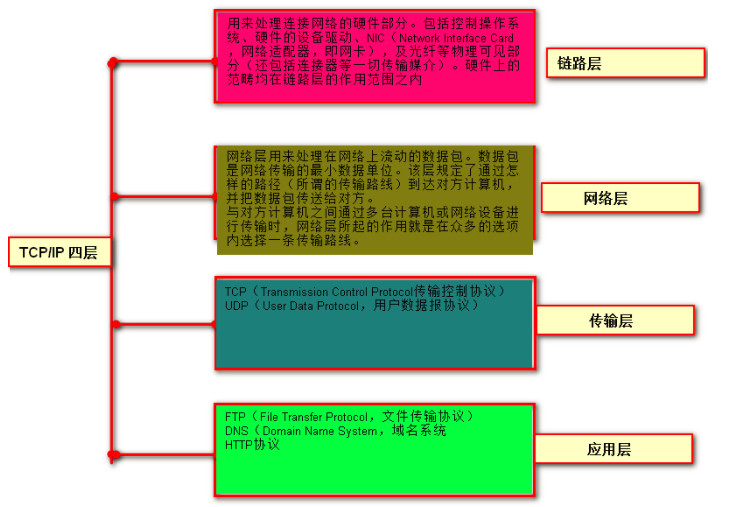 用来处理连接网络的硬件部分。包括控制操作系
统、硬件的设备驱动、NIC（Network Interface Card
，网络适配器，即网卡），及光纤等物理可见部
分（还包括连接器等一切传输媒介）。硬件上的
范畴均在链路层的作用范围之内
链路层
网络层用来处理在网络上流动的数据包。数据包
是网络传输的最小数据单位。该层规定了通过怎
样的路径（所谓的传输路线）到达对方计算机，
并把数据包传送给对方。
与对方计算机之间通过多台计算机或网络设备进
行传输时，网络层所起的作用就是在众多的选项
内选择一条传输路线。
网络层
TCP/IP 四层
TCP（Transmission Control Protocol传输控制协议）
UDP（User Data Protocol，用户数据报协议）
传输层
FTP（File Transfer Protocol，文件传输协议）
DNS（Domain Name System，域名系统
HTTP协议
应用层